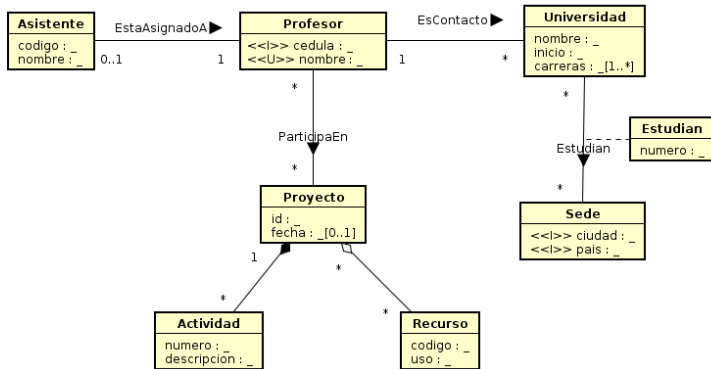 Asistente
codigo : _
nombre : _
EstaAsignadoA
0..1
1
Profesor
<<I>> cedula : _
<<U>> nombre : _
EsContacto
1
*
Universidad
nombre : _
inicio : _
carreras : _[1..*]
*
ParticipaEn
*
*
Estudian
*
Estudian
numero : _
Proyecto
id : _
fecha : _[0..1]
Sede
<<I>> ciudad : _
<<I>> pais : _
1
*
*
*
Actividad
numero : _
descripcion : _
Recurso
codigo : _
uso : _